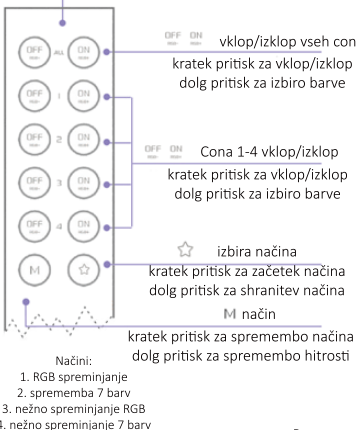 OFF ALL ON
OFF ON vklop/izklop vseh con
kratek pritisk za vklop/izklop
dolg pritisk za izbiro barve
OFF 1 ON
OFF 2 ON
OFF 3 ON
OFF 4 ON
OFF ON Cona 1-4 vklop/izklop
kratek pritisk za vklop/izklop
dolg pritisk za izbiro barve
M ☆
☆ izbira načina
kratek pritisk za začetek načina
dolg pritisk za shranitev načina
M način
kratek pritisk za spremembo načina
dolg pritisk za spremembo hitrosti
Načini:
1. RGB spreminjanje
2. sprememba 7 barv
3. nežno spreminjanje RGB
4. nežno spreminjanje 7 barv